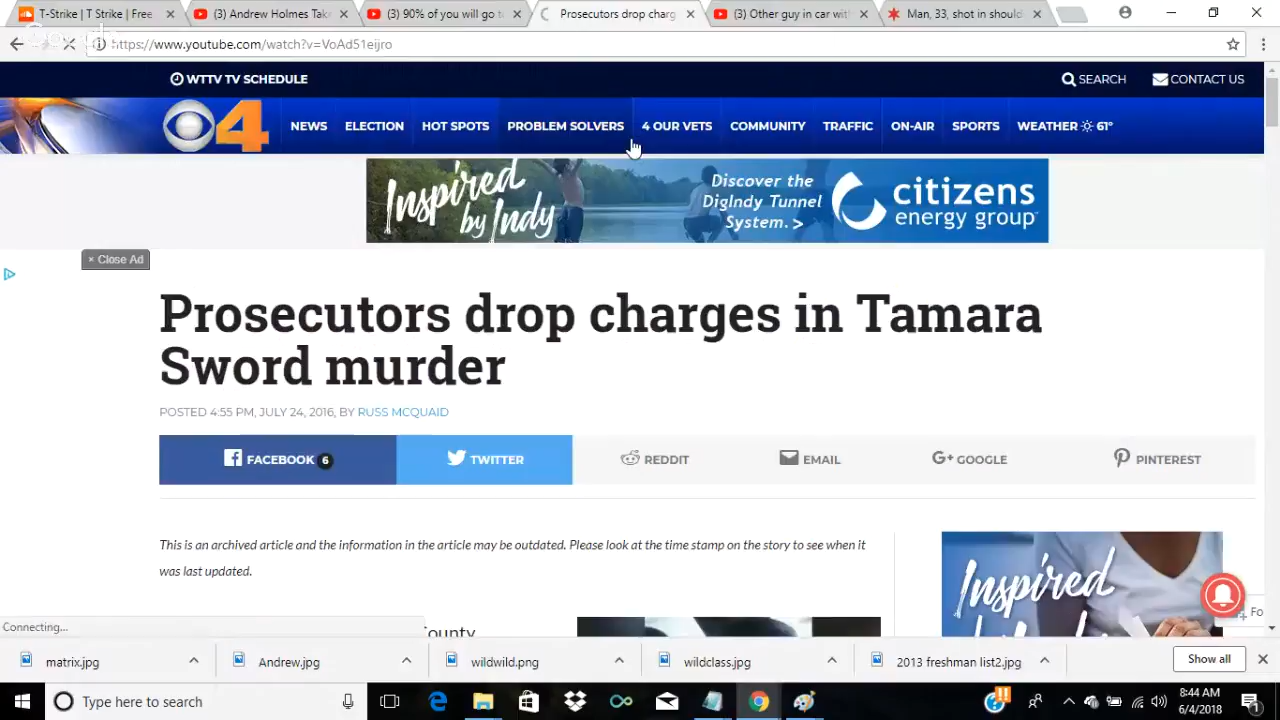 T-Strike | T Strike | Free
(3) Andrew Holmes Take
(3) 90% of your will go t
Prosecutors drop charg
(3) Other guy in car with
Man, 33, shot in should
https://www.youtube.com/watch?v=VoAdS1eijro
WTTV TV SCHEDULE
SEARCH
CONTACT US
4
NEWS
ELECTION
HOT SPOTS
PROBLEM SOLVERS
4 OUR VETS
COMMUNITY
TRAFFIC
ON-AIR
SPORTS
WEATHER 61°
Inspired
by Indy
Discover the
DigIndy Tunnel
System. >
citizens
energy group
× Close Ad
Prosecutors drop charges in Tamara
Sword murder
POSTED 4:55 PM, JULY 24, 2016, BY RUSS MCQUAID
FACEBOOK 6
TWITTER
REDDIT
EMAIL
G+ GOOGLE
PINTEREST
This is an archived article and the information in the article may be outdated. Please look at the time stamp on the story to see when it
was last updated.
Inspired
Connecting...
County
Fo
matrix.jpg
Andrew.jpg
wildwild.png
wildclass.jpg
2013 freshman list2.jpg
Show all
Type here to search
8:44 AM
6/4/2018
1